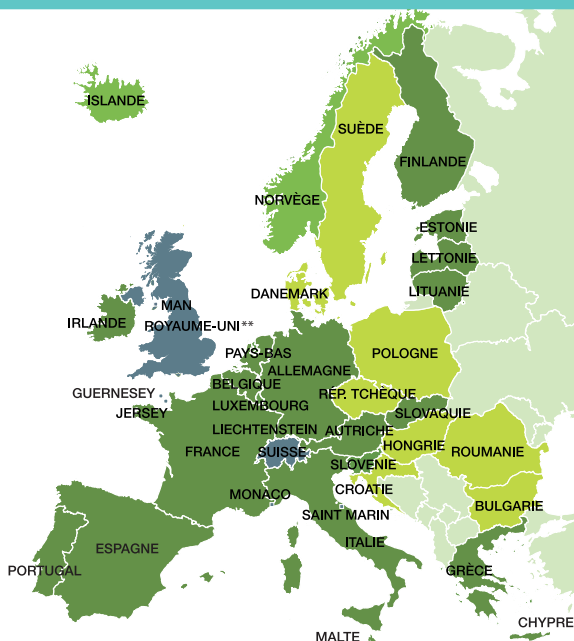 ISLANDE
SUÈDE
FINLANDE
NORVÈGE
ESTONIE
LETTONIE
LITUANIE
DANEMARK
MAN
IRLANDE
ROYAUME-UNI**
PAYS-BAS
POLOGNE
ALLEMAGNE
BELGIQUE
RÉP. TCHÈQUE
GUERNESEY
JERSEY
LUXEMBOURG
SLOVAQUIE
LIECHTENSTEIN
AUTRICHE
HONGRIE
FRANCE
SUISSE
ROUMANIE
SLOVENIE
MONACO
CROATIE
BULGARIE
SAINT MARIN
ITALIE
ESPAGNE
PORTUGAL
GRÈCE
CHYPRE
MALTE